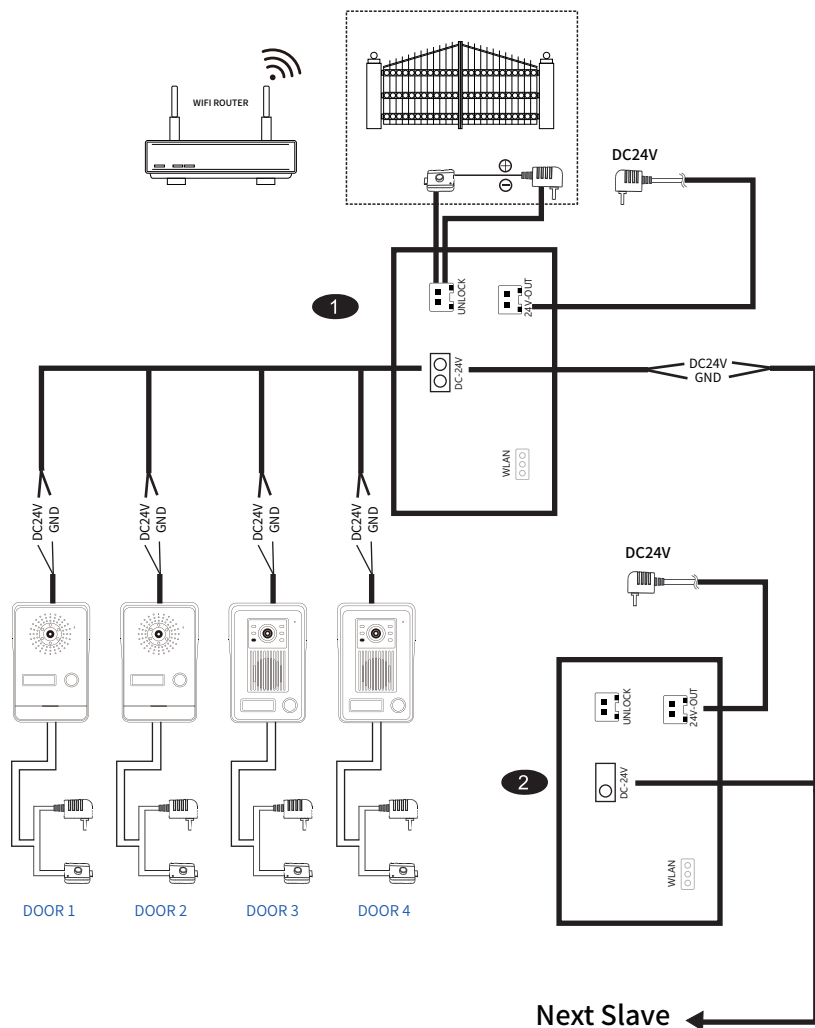 WIFI ROUTER
DC24V
1
UNLOCK
24V-OUT
DC-24V
DC24V
GND
WLAN
DC24V
GND
DC24V
GND
DC24V
GND
DC24V
GND
DC24V
UNLOCK
24V-OUT
2
DC-24V
WLAN
DOOR 1
DOOR 2
DOOR 3
DOOR 4
Next Slave